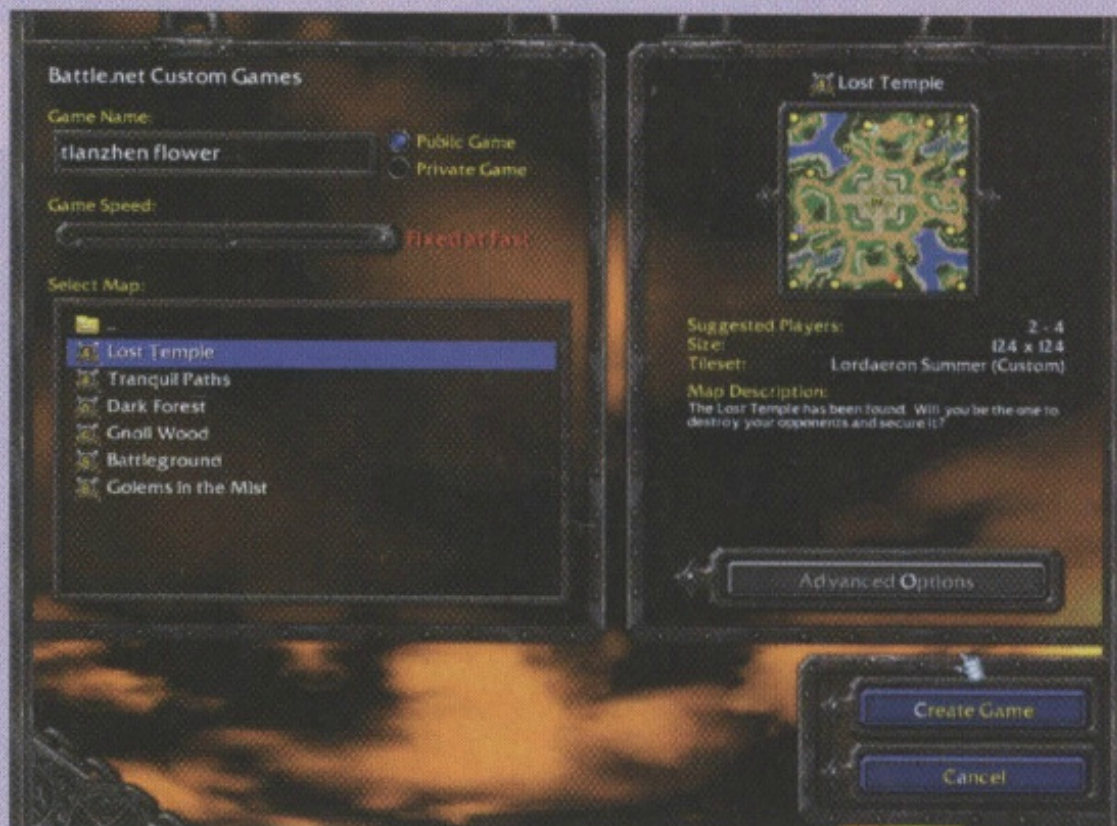 Battle.net Custom Games
Game Name:
tianzhen flower
Public Game
Private Game
Game Speed:
Fixed at Fast
Select Map:
..
Lost Temple
Tranquil Paths
Dark Forest
Gnoll Wood
Battleground
Golems in the Mist
Lost Temple
Suggested Players: 2 - 4
Size: 124 x 124
Tileset: Lordaeron Summer (Custom)
Map Description:
The Lost Temple has been found. Will you be the one to
destroy your opponents and secure it?
Advanced Options
Create Game
Cancel